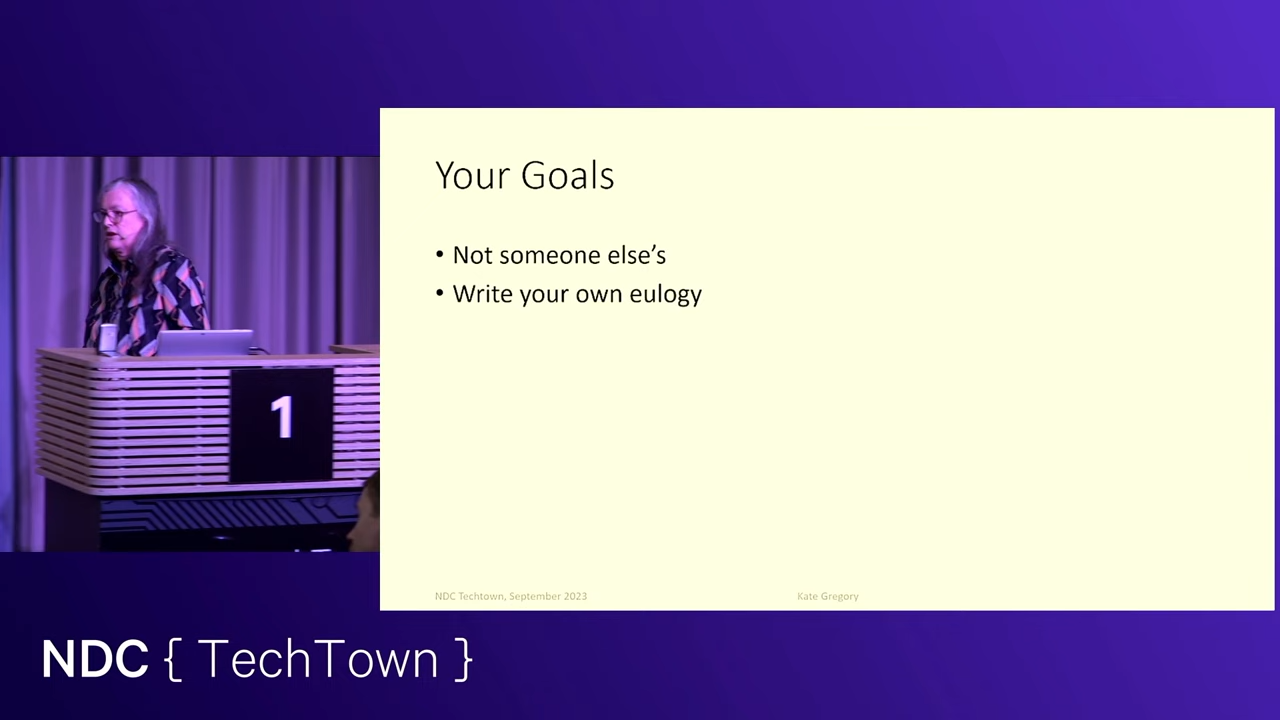 Your Goals
• Not someone else’s
• Write your own eulogy
NDC Techtown, September 2023
Kate Gregory
1
NDC { TechTown }